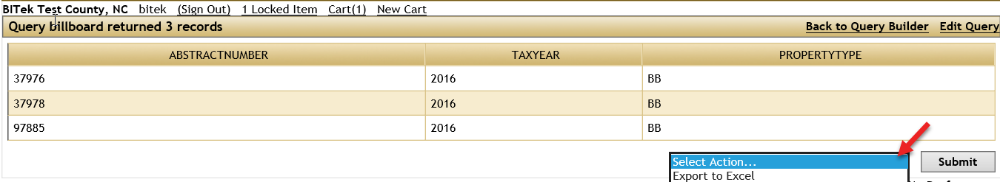 BITek Test County, NC bitek (Sign Out) 1 Locked Item Cart(1) New Cart
Query billboard returned 3 records Back to Query Builder Edit Query
ABSTRACTNUMBER TAXYEAR PROPERTYTYPE
37976 2016 BB
37978 2016 BB
97885 2016 BB
Select Action... Submit
Export to Excel